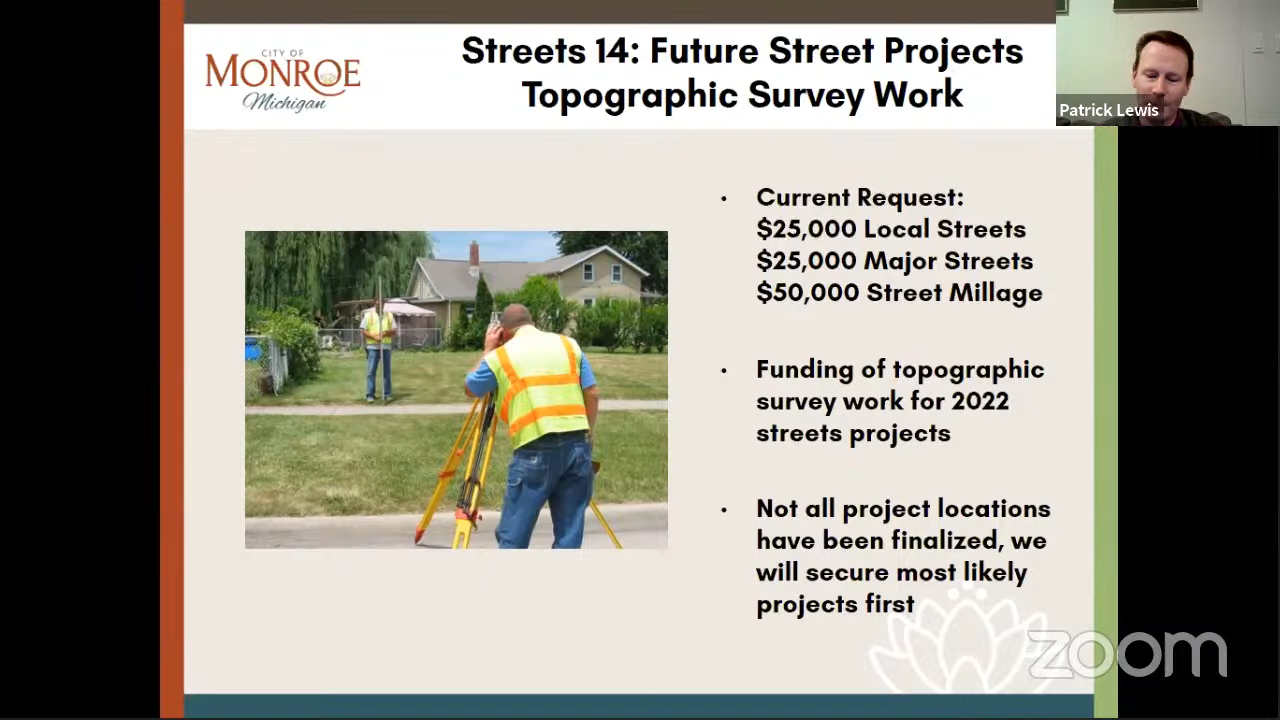 CITY OF
MONROE
Michigan
Streets 14: Future Street Projects
Topographic Survey Work
Patrick Lewis
• Current Request:
$25,000 Local Streets
$25,000 Major Streets
$50,000 Street Millage
• Funding of topographic
survey work for 2022
streets projects
• Not all project locations
have been finalized, we
will secure most likely
projects first
zoom